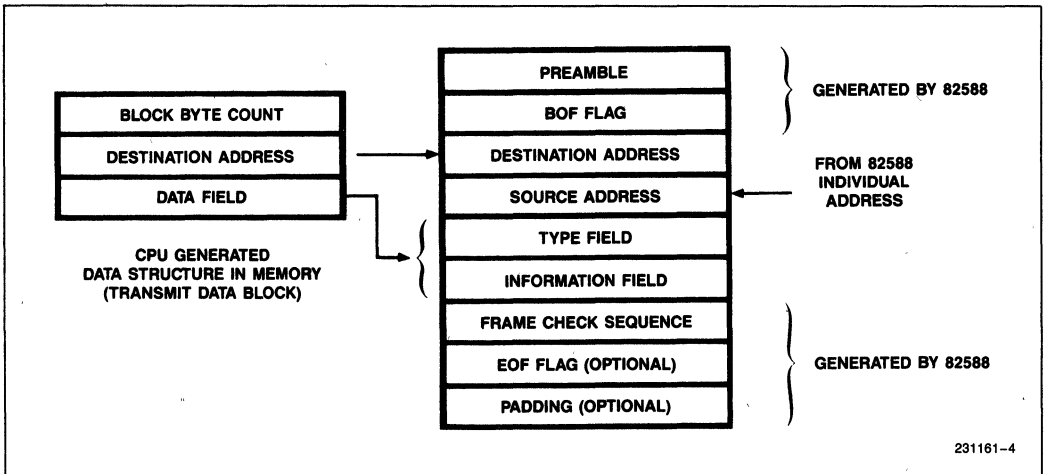 BLOCK BYTE COUNT
DESTINATION ADDRESS
DATA FIELD
CPU GENERATED
DATA STRUCTURE IN MEMORY
(TRANSMIT DATA BLOCK)
PREAMBLE
BOF FLAG
DESTINATION ADDRESS
SOURCE ADDRESS
TYPE FIELD
INFORMATION FIELD
FRAME CHECK SEQUENCE
EOF FLAG (OPTIONAL)
PADDING (OPTIONAL)
GENERATED BY 82588
FROM 82588
INDIVIDUAL
ADDRESS
GENERATED BY 82588
231161–4